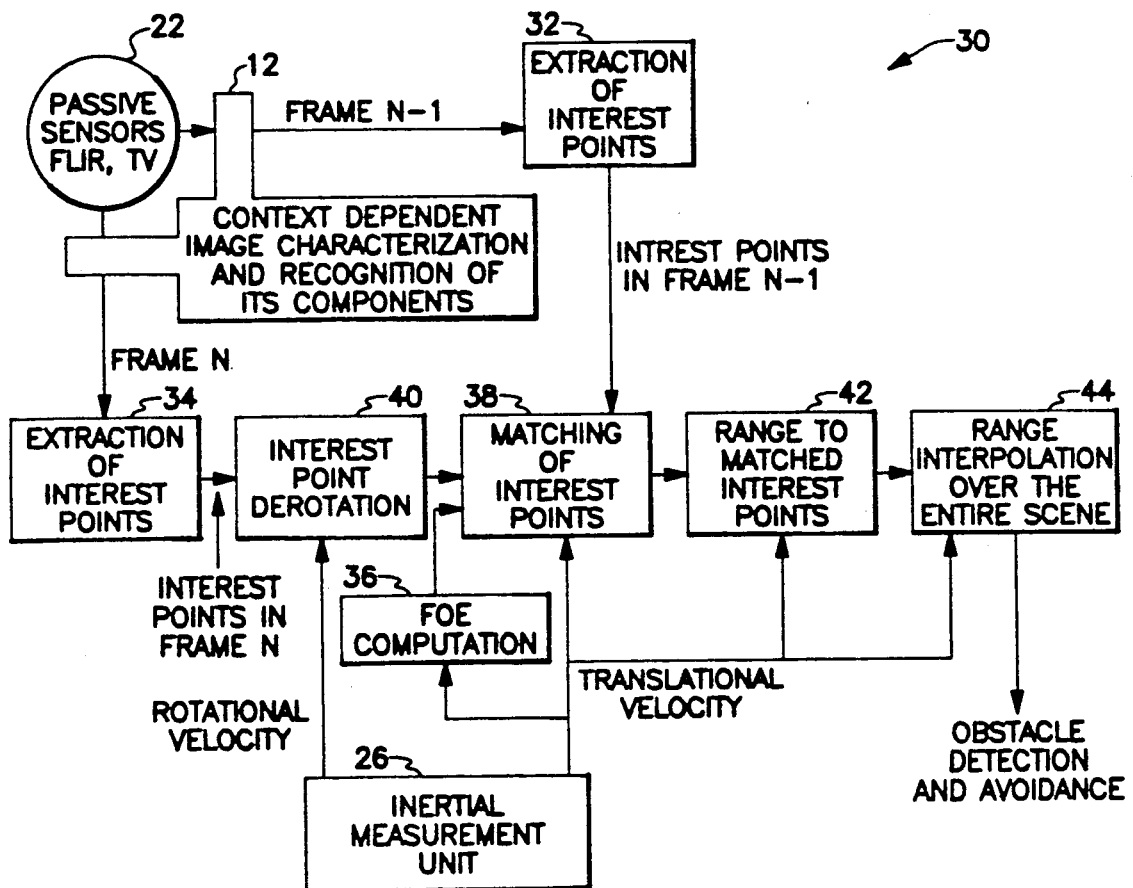 22
PASSIVE
SENSORS
FLIR, TV
12
FRAME N-1
32
EXTRACTION
OF
INTEREST
POINTS
30
CONTEXT DEPENDENT
IMAGE CHARACTERIZATION
AND RECOGNITION OF
ITS COMPONENTS
INTREST POINTS
IN FRAME N-1
FRAME N
34
EXTRACTION
OF
INTEREST
POINTS
40
INTEREST
POINT
DEROTATION
38
MATCHING
OF
INTEREST
POINTS
42
RANGE TO
MATCHED
INTEREST
POINTS
44
RANGE
INTERPOLATION
OVER THE
ENTIRE SCENE
INTEREST
POINTS IN
FRAME N
36
FOE
COMPUTATION
ROTATIONAL
VELOCITY
TRANSLATIONAL
VELOCITY
OBSTACLE
DETECTION
AND AVOIDANCE
26
INERTIAL
MEASUREMENT
UNIT